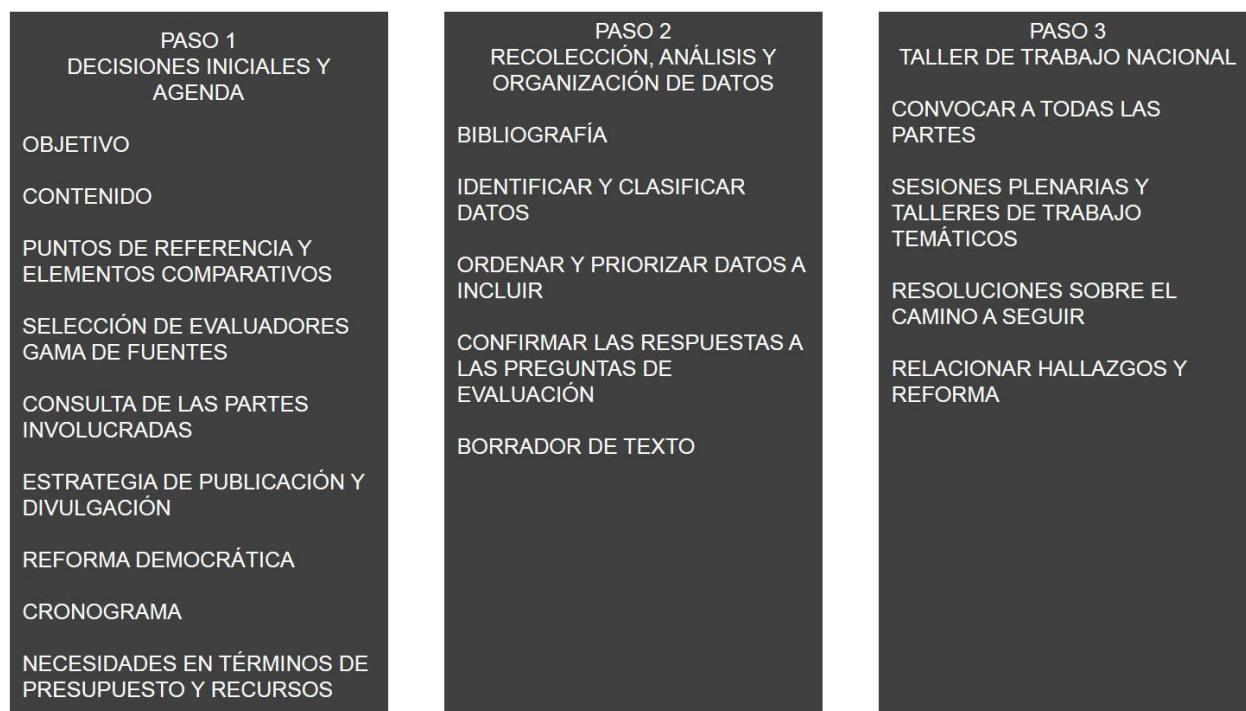 PASO 1
DECISIONES INICIALES Y
AGENDA
OBJETIVO
CONTENIDO
PUNTOS DE REFERENCIA Y
ELEMENTOS COMPARATIVOS
SELECCIÓN DE EVALUADORES
GAMA DE FUENTES
CONSULTA DE LAS PARTES
INVOLUCRADAS
ESTRATEGIA DE PUBLICACIÓN Y
DIVULGACIÓN
REFORMA DEMOCRÁTICA
CRONOGRAMA
NECESIDADES EN TÉRMINOS DE
PRESUPUESTO Y RECURSOS
PASO 2
RECOLECCIÓN, ANÁLISIS Y
ORGANIZACIÓN DE DATOS
BIBLIOGRAFÍA
IDENTIFICAR Y CLASIFICAR
DATOS
ORDENAR Y PRIORIZAR DATOS A
INCLUIR
CONFIRMAR LAS RESPUESTAS A
LAS PREGUNTAS DE
EVALUACIÓN
BORRADOR DE TEXTO
PASO 3
TALLER DE TRABAJO NACIONAL
CONVOCAR A TODAS LAS
PARTES
SESIONES PLENARIAS Y
TALLERES DE TRABAJO
TEMÁTICOS
RESOLUCIONES SOBRE EL
CAMINO A SEGUIR
RELACIONAR HALLAZGOS Y
REFORMA